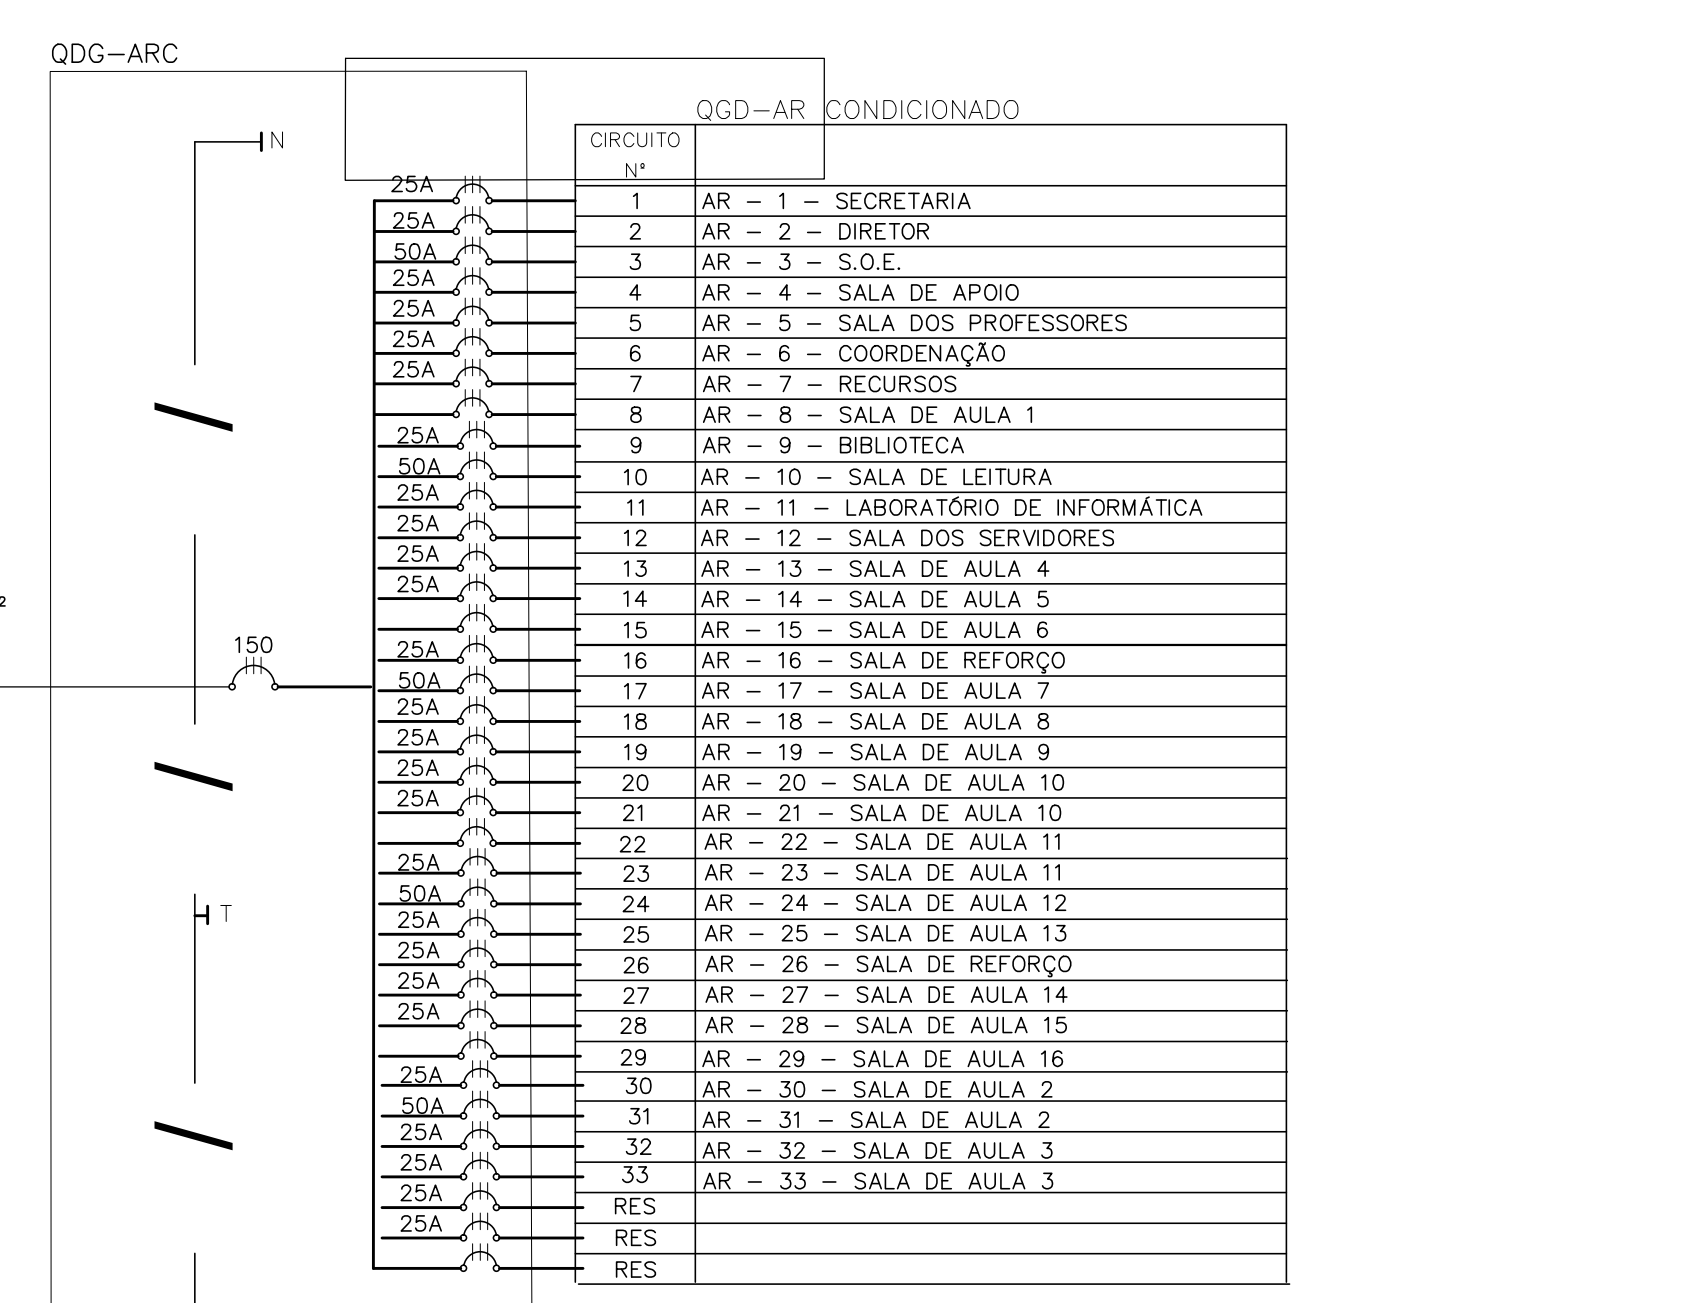 QDG-ARC
QGD-AR CONDICIONADO
CIRCUITO
Nº
N
25A 1 AR - 1 - SECRETARIA
25A 2 AR - 2 - DIRETOR
50A 3 AR - 3 - S.O.E.
25A 4 AR - 4 - SALA DE APOIO
25A 5 AR - 5 - SALA DOS PROFESSORES
25A 6 AR - 6 - COORDENAÇÃO
25A 7 AR - 7 - RECURSOS
8 AR - 8 - SALA DE AULA 1
25A 9 AR - 9 - BIBLIOTECA
50A 10 AR - 10 - SALA DE LEITURA
25A 11 AR - 11 - LABORATÓRIO DE INFORMÁTICA
25A 12 AR - 12 - SALA DOS SERVIDORES
25A 13 AR - 13 - SALA DE AULA 4
25A 14 AR - 14 - SALA DE AULA 5
2
15 AR - 15 - SALA DE AULA 6
150
25A 16 AR - 16 - SALA DE REFORÇO
50A 17 AR - 17 - SALA DE AULA 7
25A 18 AR - 18 - SALA DE AULA 8
25A 19 AR - 19 - SALA DE AULA 9
25A 20 AR - 20 - SALA DE AULA 10
25A 21 AR - 21 - SALA DE AULA 10
22 AR - 22 - SALA DE AULA 11
25A 23 AR - 23 - SALA DE AULA 11
50A 24 AR - 24 - SALA DE AULA 12
T
25A 25 AR - 25 - SALA DE AULA 13
25A 26 AR - 26 - SALA DE REFORÇO
25A 27 AR - 27 - SALA DE AULA 14
25A 28 AR - 28 - SALA DE AULA 15
29 AR - 29 - SALA DE AULA 16
25A 30 AR - 30 - SALA DE AULA 2
50A 31 AR - 31 - SALA DE AULA 2
25A 32 AR - 32 - SALA DE AULA 3
25A 33 AR - 33 - SALA DE AULA 3
25A RES
25A RES
RES